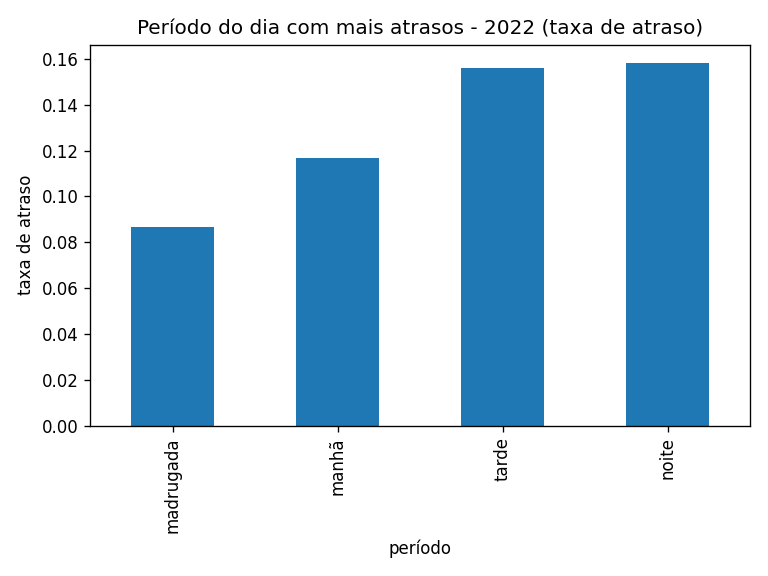 Período do dia com mais atrasos - 2022 (taxa de atraso)
taxa de atraso
0.16
0.14
0.12
0.10
0.08
0.06
0.04
0.02
0.00
madrugada
manhã
tarde
noite
período